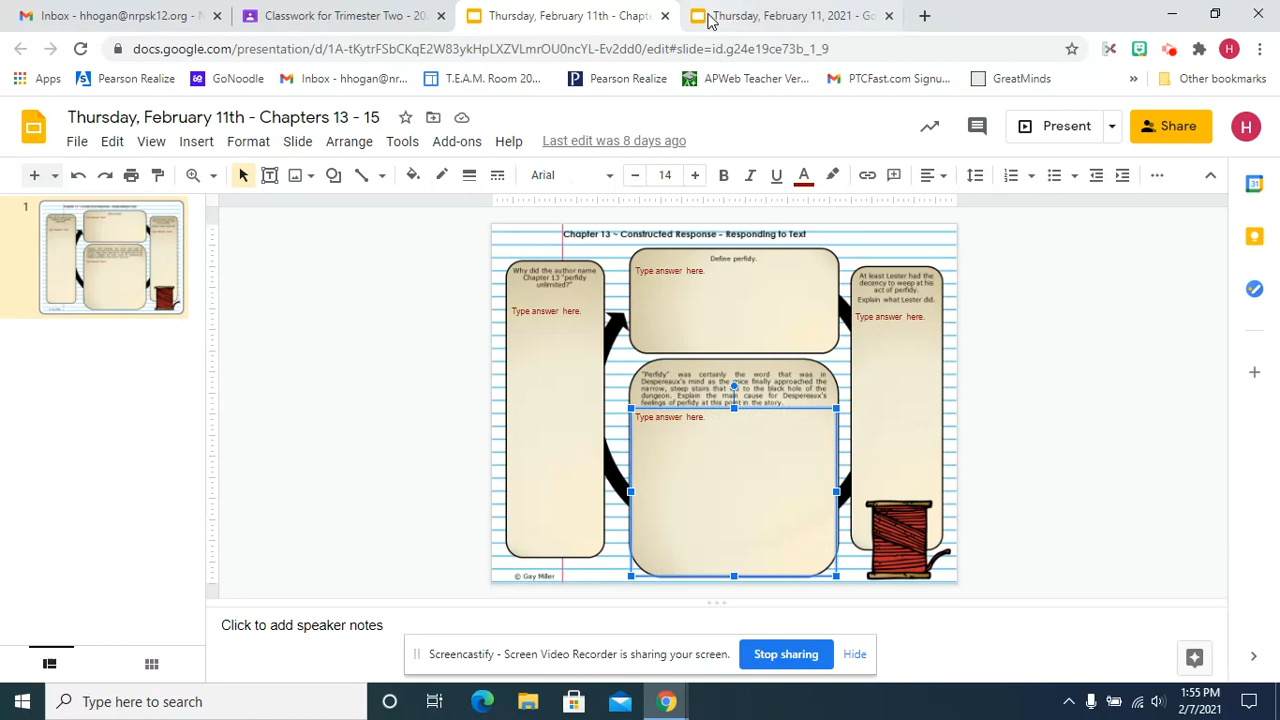 Inbox - hhogan@nrpsk12.org - N
Classwork for Trimester Two - 20
Thursday, February 11th - Chapte
Thursday, February 11, 2021 - Go
docs.google.com/presentation/d/1A-tKytrFSbCKqE2W83ykHpLXZVLmrOU0ncYL-Ev2dd0/edit#slide=id.g24e19ce73b_1_9
H
Apps
Pearson Realize
GoNoodle
Inbox - hhogan@nr...
T.E.A.M. Room 20...
Pearson Realize
APWeb Teacher Ver...
PTCFast.com Signu...
GreatMinds
Other bookmarks
Thursday, February 11th - Chapters 13 - 15
File Edit View Insert Format Slide Arrange Tools Add-ons Help Last edit was 8 days ago
Present
Share
H
Arial
14
B I U A
31
1
Chapter 13 ~ Constructed Response – Responding to Text
Why did the author name
Chapter 13 "perfidy
unlimited?"
Type answer here.
Define perfidy.
Type answer here.
At least Lester had the
decency to weep at his
act of perfidy.
Explain what Lester did.
Type answer here.
"Perfidy" was certainly the word that was in
Despereaux's mind as the mice finally approached the
narrow, steep stairs that to the black hole of the
dungeon. Explain the main cause for Despereaux's
feelings of perfidy at this point in the story.
Type answer here.
© Gay Miller
Click to add speaker notes
Screencastify - Screen Video Recorder is sharing your screen.
Stop sharing
Hide
Type here to search
1:55 PM
2/7/2021